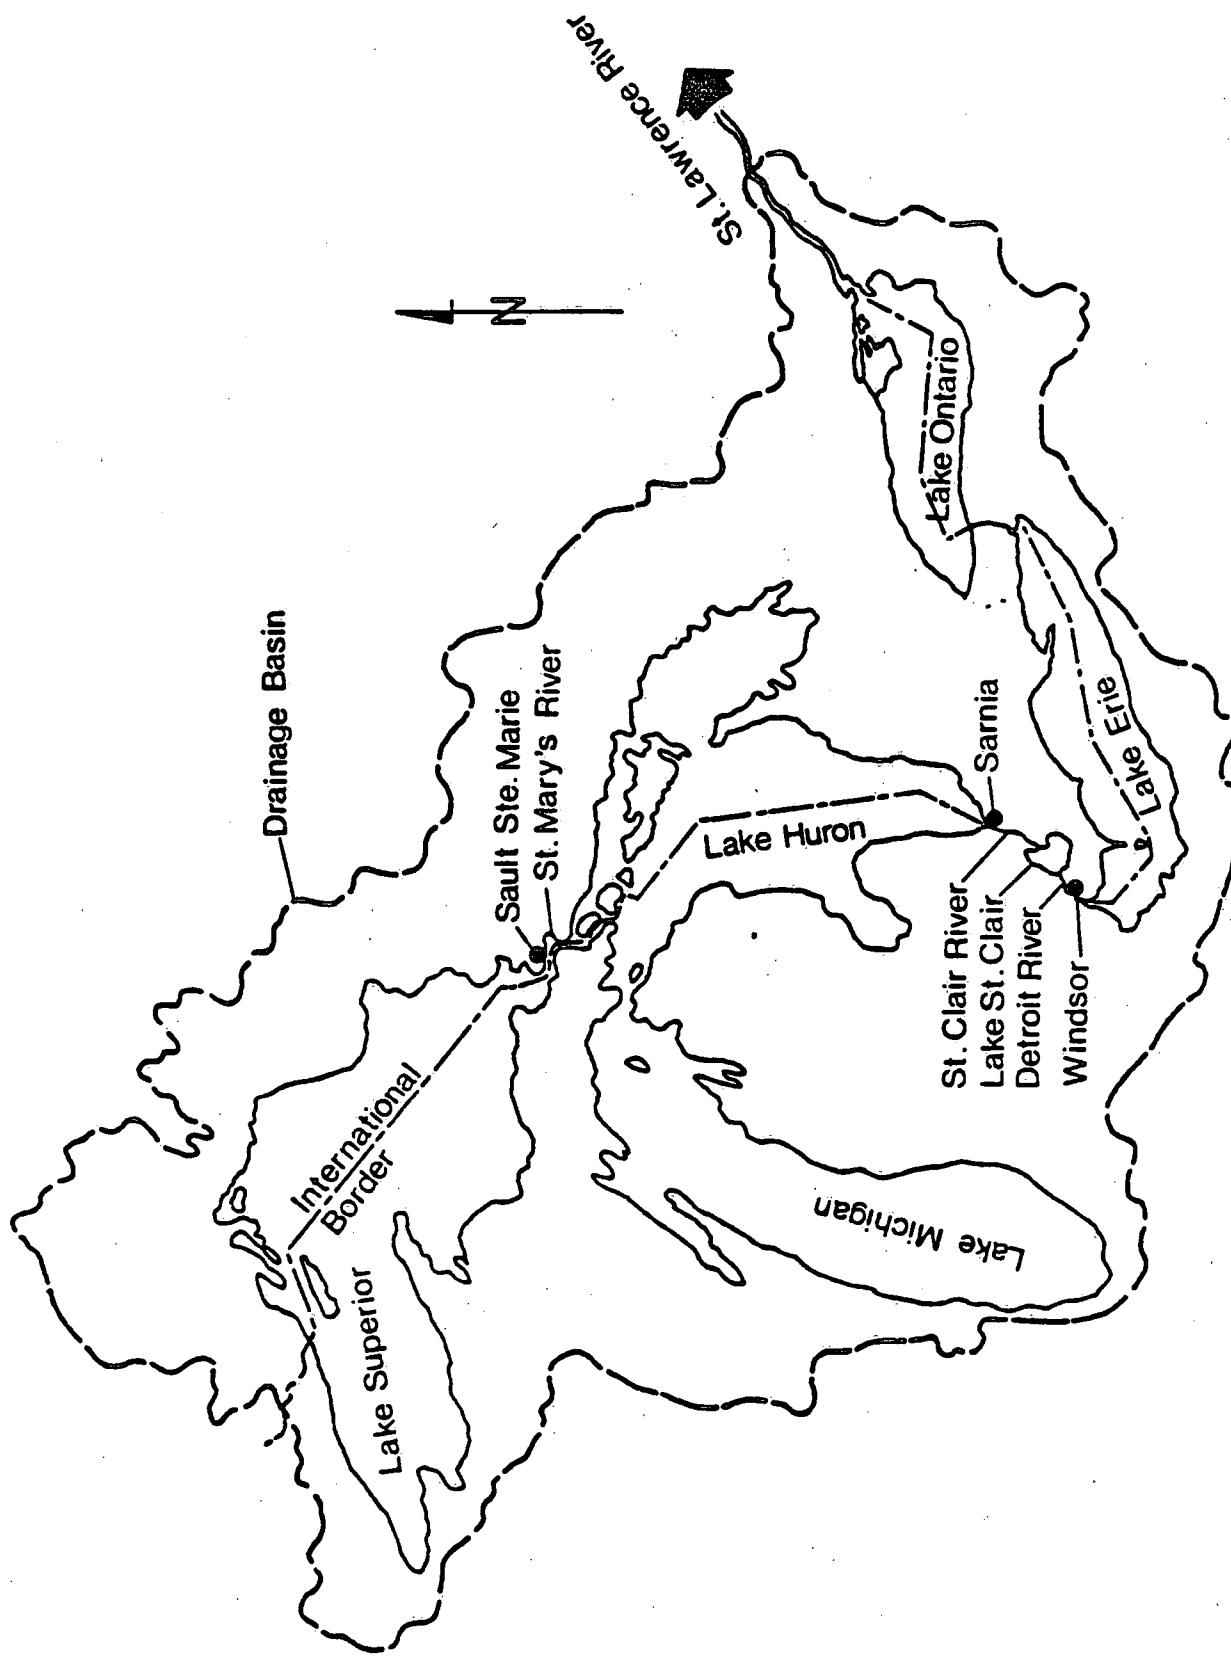 Drainage Basin
St. Lawrence River
N
Sault Ste. Marie
St. Mary's River
International
Border
Lake Superior
Lake Huron
Lake Ontario
Sarnia
Lake Erie
St. Clair River
Lake St. Clair
Detroit River
Windsor
Lake Michigan